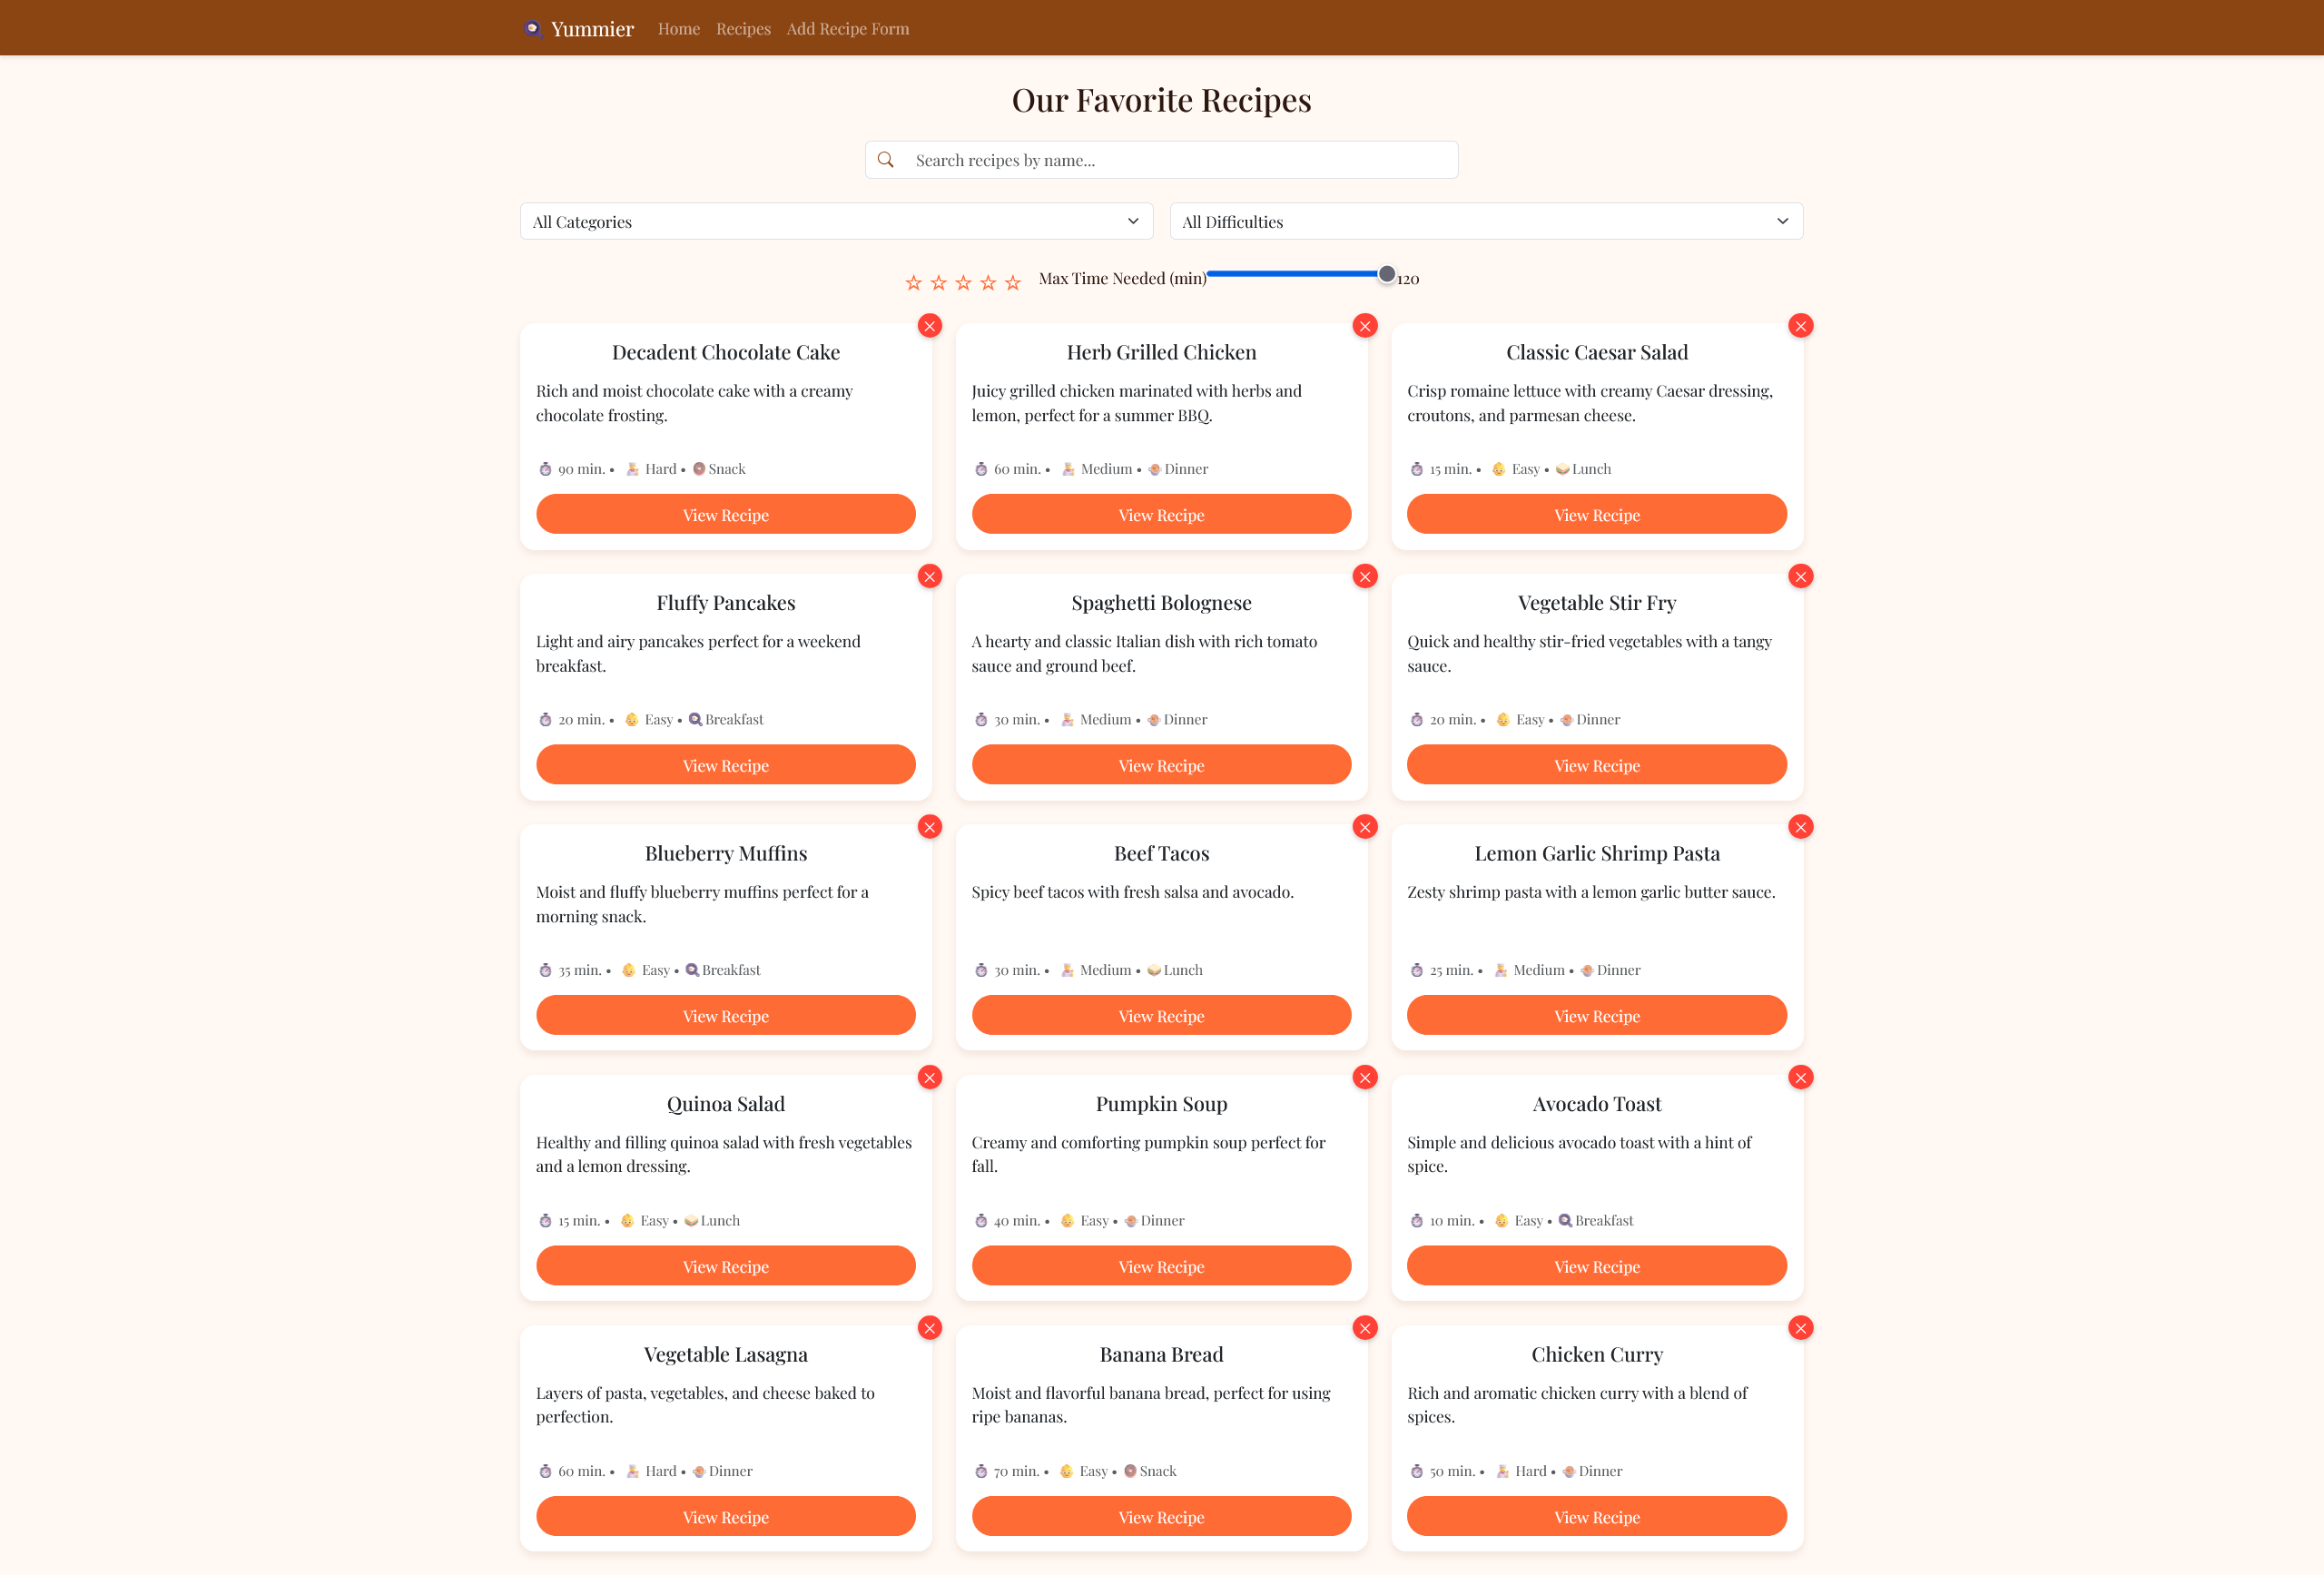 Yummier Home Recipes Add Recipe Form
Our Favorite Recipes
Search recipes by name...
All Categories
All Difficulties
Max Time Needed (min) 120
Decadent Chocolate Cake
Rich and moist chocolate cake with a creamy
chocolate frosting.
90 min. • Hard • Snack
View Recipe
Herb Grilled Chicken
Juicy grilled chicken marinated with herbs and
lemon, perfect for a summer BBQ.
60 min. • Medium • Dinner
View Recipe
Classic Caesar Salad
Crisp romaine lettuce with creamy Caesar dressing,
croutons, and parmesan cheese.
15 min. • Easy • Lunch
View Recipe
Fluffy Pancakes
Light and airy pancakes perfect for a weekend
breakfast.
20 min. • Easy • Breakfast
View Recipe
Spaghetti Bolognese
A hearty and classic Italian dish with rich tomato
sauce and ground beef.
30 min. • Medium • Dinner
View Recipe
Vegetable Stir Fry
Quick and healthy stir-fried vegetables with a tangy
sauce.
20 min. • Easy • Dinner
View Recipe
Blueberry Muffins
Moist and fluffy blueberry muffins perfect for a
morning snack.
35 min. • Easy • Breakfast
View Recipe
Beef Tacos
Spicy beef tacos with fresh salsa and avocado.
30 min. • Medium • Lunch
View Recipe
Lemon Garlic Shrimp Pasta
Zesty shrimp pasta with a lemon garlic butter sauce.
25 min. • Medium • Dinner
View Recipe
Quinoa Salad
Healthy and filling quinoa salad with fresh vegetables
and a lemon dressing.
15 min. • Easy • Lunch
View Recipe
Pumpkin Soup
Creamy and comforting pumpkin soup perfect for
fall.
40 min. • Easy • Dinner
View Recipe
Avocado Toast
Simple and delicious avocado toast with a hint of
spice.
10 min. • Easy • Breakfast
View Recipe
Vegetable Lasagna
Layers of pasta, vegetables, and cheese baked to
perfection.
60 min. • Hard • Dinner
View Recipe
Banana Bread
Moist and flavorful banana bread, perfect for using
ripe bananas.
70 min. • Easy • Snack
View Recipe
Chicken Curry
Rich and aromatic chicken curry with a blend of
spices.
50 min. • Hard • Dinner
View Recipe